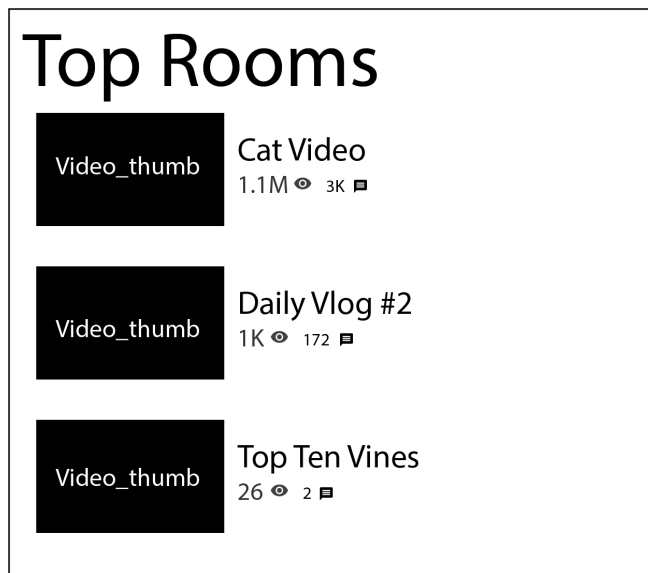 Top Rooms
Video_thumb
Cat Video
1.1M 3K
Video_thumb
Daily Vlog #2
1K 172
Video_thumb
Top Ten Vines
26 2